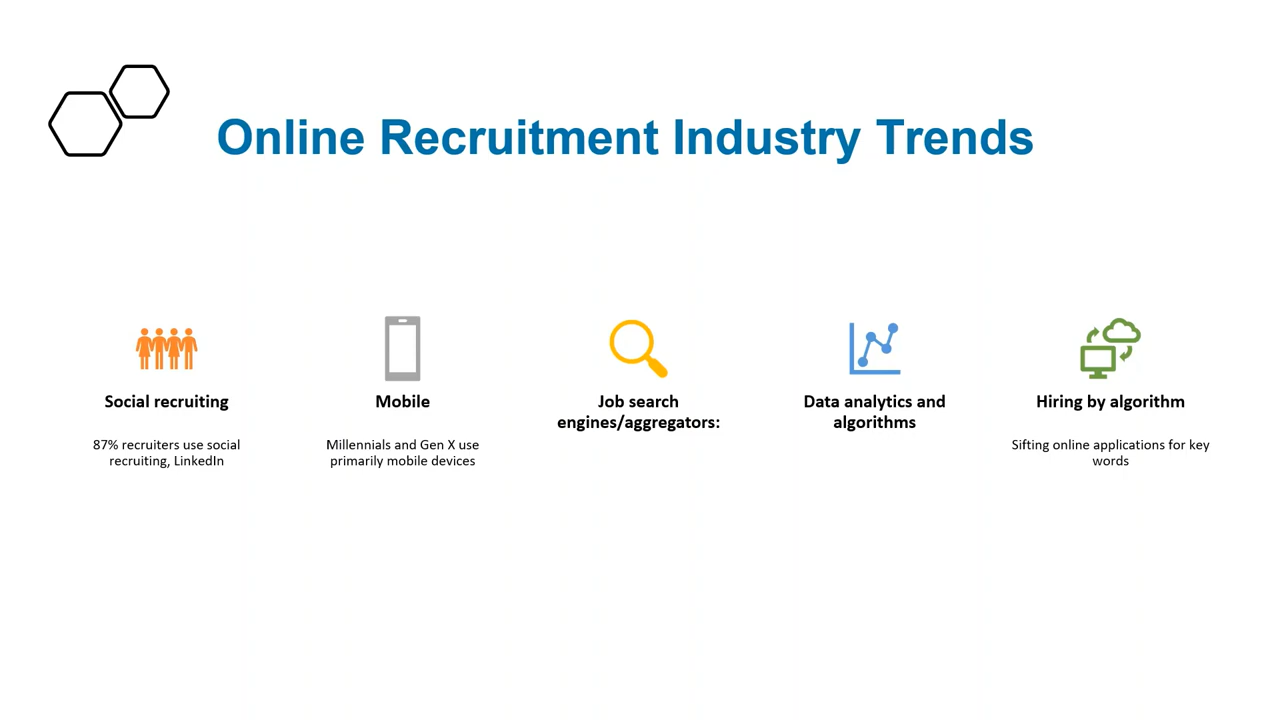 Online Recruitment Industry Trends
Social recruiting
87% recruiters use social
recruiting, LinkedIn
Mobile
Millennials and Gen X use
primarily mobile devices
Job search
engines/aggregators:
Data analytics and
algorithms
Hiring by algorithm
Sifting online applications for key
words